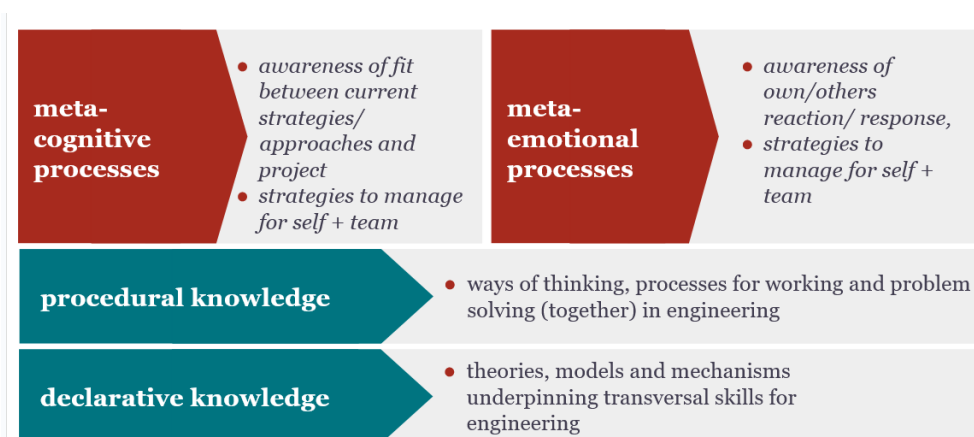 meta-
cognitive
processes
• awareness of fit
between current
strategies/
approaches and
project
• strategies to manage
for self + team
meta-
emotional
processes
• awareness of
own/others
reaction/ response,
• strategies to
manage for self +
team
procedural knowledge
• ways of thinking, processes for working and problem
solving (together) in engineering
declarative knowledge
• theories, models and mechanisms
underpinning transversal skills for
engineering